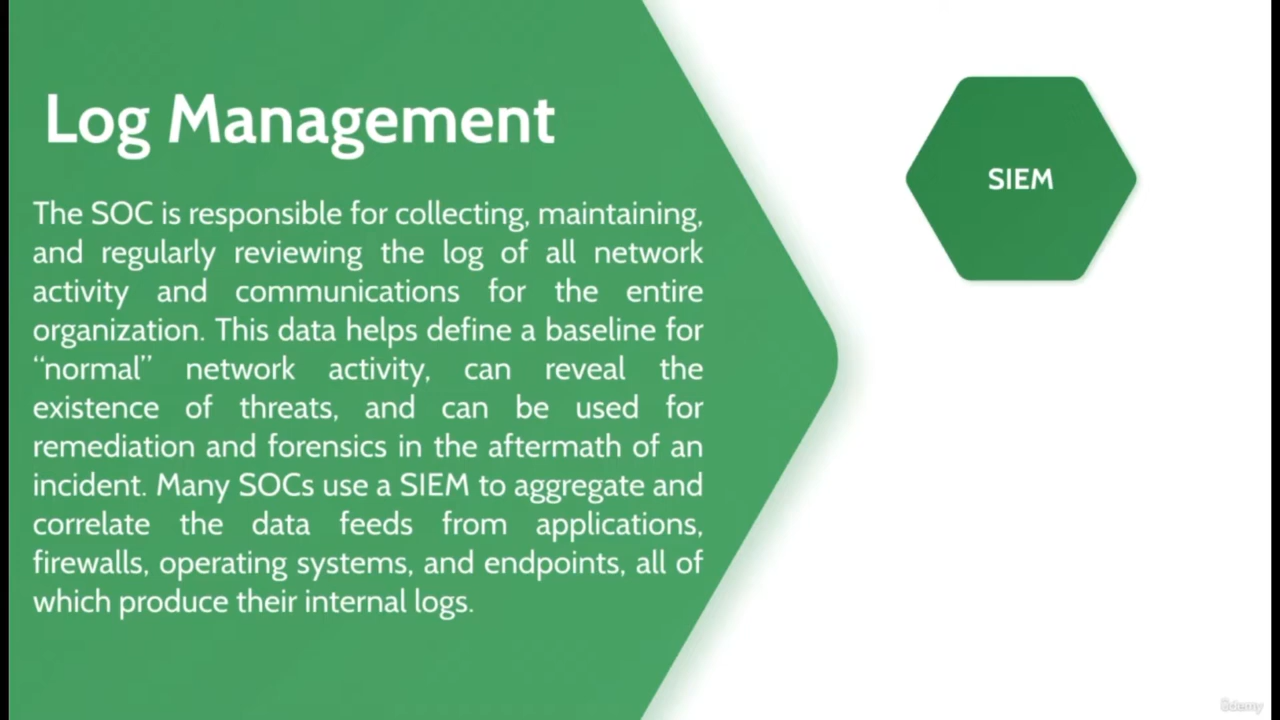 Log Management
The SOC is responsible for collecting, maintaining,
and regularly reviewing the log of all network
activity and communications for the entire
organization. This data helps define a baseline for
“normal” network activity, can reveal the
existence of threats, and can be used for
remediation and forensics in the aftermath of an
incident. Many SOCs use a SIEM to aggregate and
correlate the data feeds from applications,
firewalls, operating systems, and endpoints, all of
which produce their internal logs.
SIEM
ûdemy